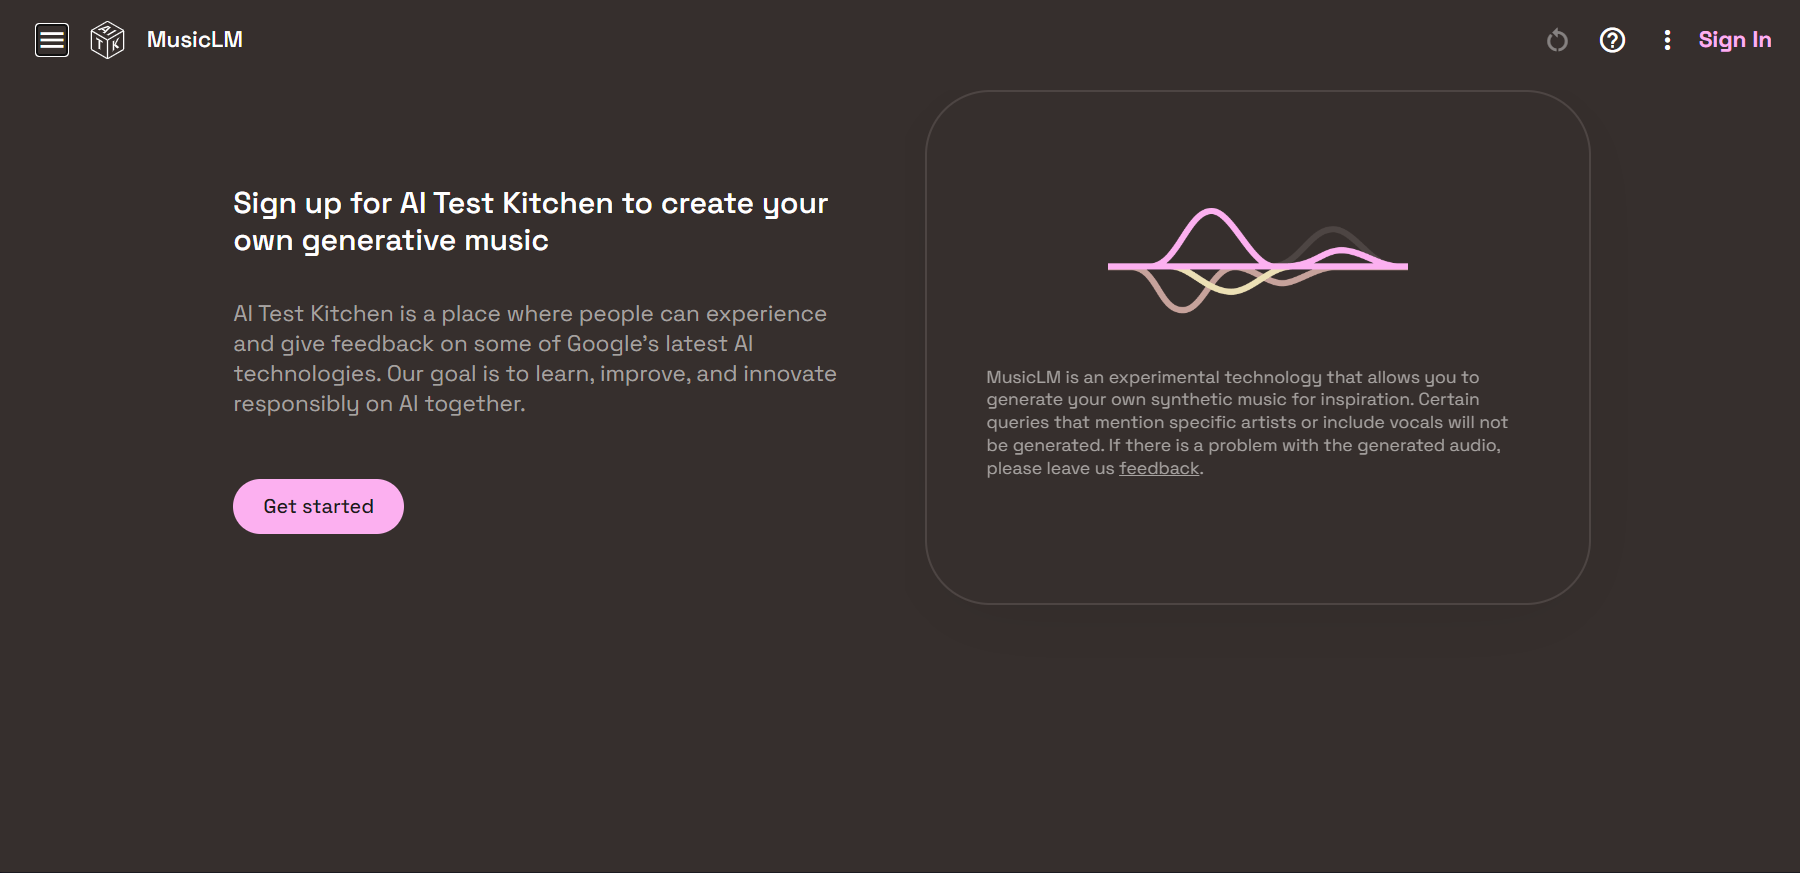 MusicLM
Sign In
Sign up for AI Test Kitchen to create your
own generative music
AI Test Kitchen is a place where people can experience
and give feedback on some of Google’s latest AI
technologies. Our goal is to learn, improve, and innovate
responsibly on AI together.
Get started
MusicLM is an experimental technology that allows you to
generate your own synthetic music for inspiration. Certain
queries that mention specific artists or include vocals will not
be generated. If there is a problem with the generated audio,
please leave us feedback.